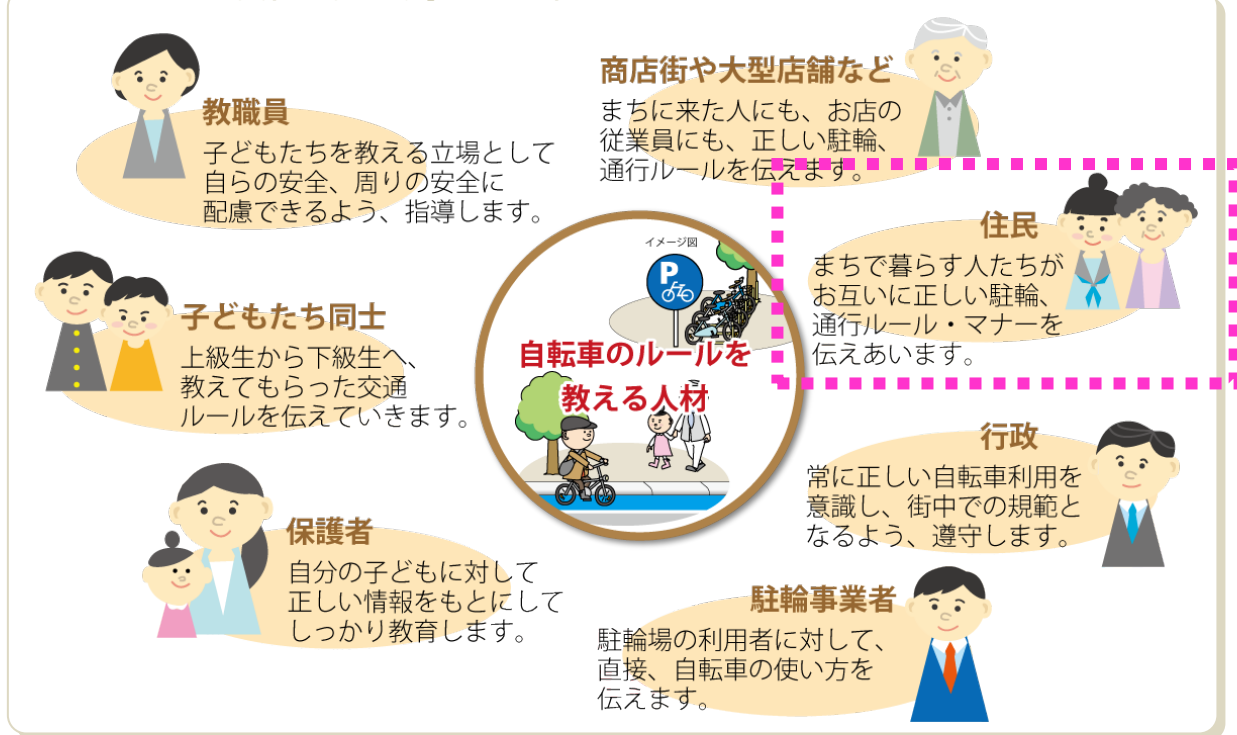 教職員
子どもたちを教える立場として
自らの安全、周りの安全に
配慮できるよう、指導します。
子どもたち同士
上級生から下級生へ、
教えてもらった交通
ルールを伝えていきます。
保護者
自分の子どもに対して
正しい情報をもとにして
しっかり教育します。
イメージ図
P
自転車のルールを
教える人材
商店街や大型店舗など
まちに来た人にも、お店の
従業員にも、正しい駐輪、
通行ルールを伝えます。
住民
まちで暮らす人たちが
お互いに正しい駐輪、
通行ルール・マナーを
伝えあいます。
行政
常に正しい自転車利用を
意識し、街中での規範と
なるよう、遵守します。
駐輪事業者
駐輪場の利用者に対して、
直接、自転車の使い方を
伝えます。